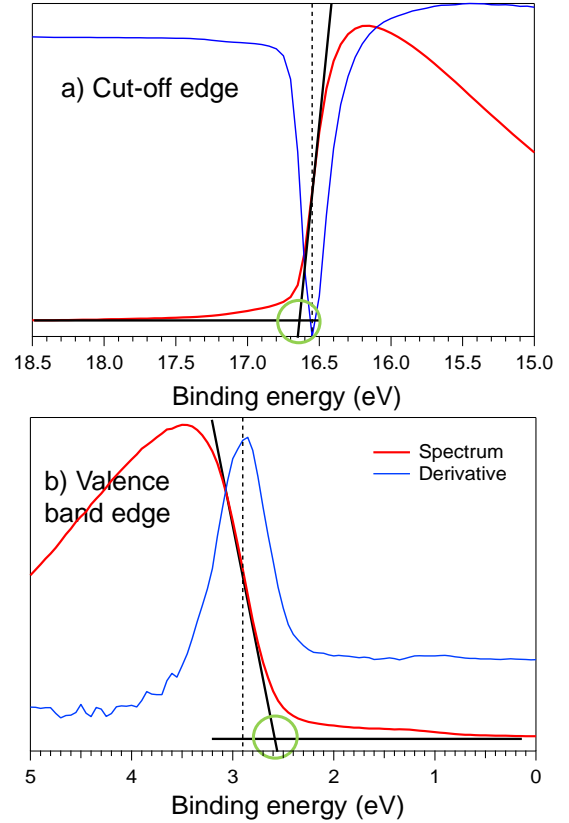 a) Cut-off edge
18.5 18.0 17.5 17.0 16.5 16.0 15.5 15.0
Binding energy (eV)
b) Valence
band edge
Spectrum
Derivative
5 4 3 2 1 0
Binding energy (eV)